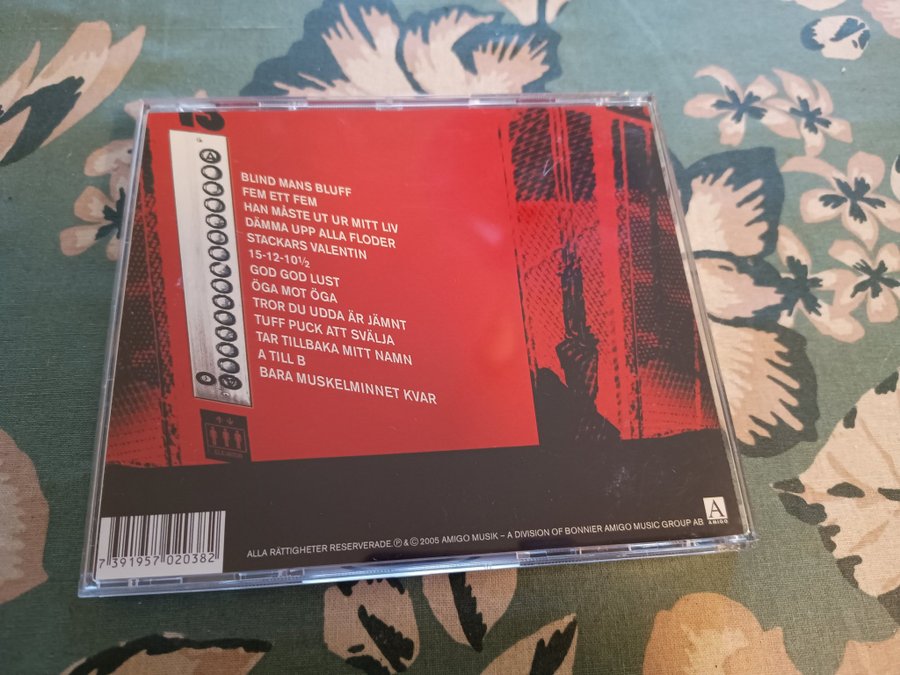 BLIND MANS BLUFF
FEM ETT FEM
HAN MÅSTE UT UR MITT LIV
DÄMMA UPP ALLA FLODER
STACKARS VALENTIN
15-12-10½
GOD GOD LUST
ÖGA MOT ÖGA
TROR DU UDDA ÄR JÄMNT
TUFF PUCK ATT SVÄLJA
TAR TILLBAKA MITT NAMN
A TILL B
BARA MUSKELMINNET KVAR
7 391957 020382
ALLA RÄTTIGHETER RESERVERADE. ℗ & © 2005 AMIGO MUSIK – A DIVISION OF BONNIER AMIGO MUSIC GROUP AB
A
AMIGO